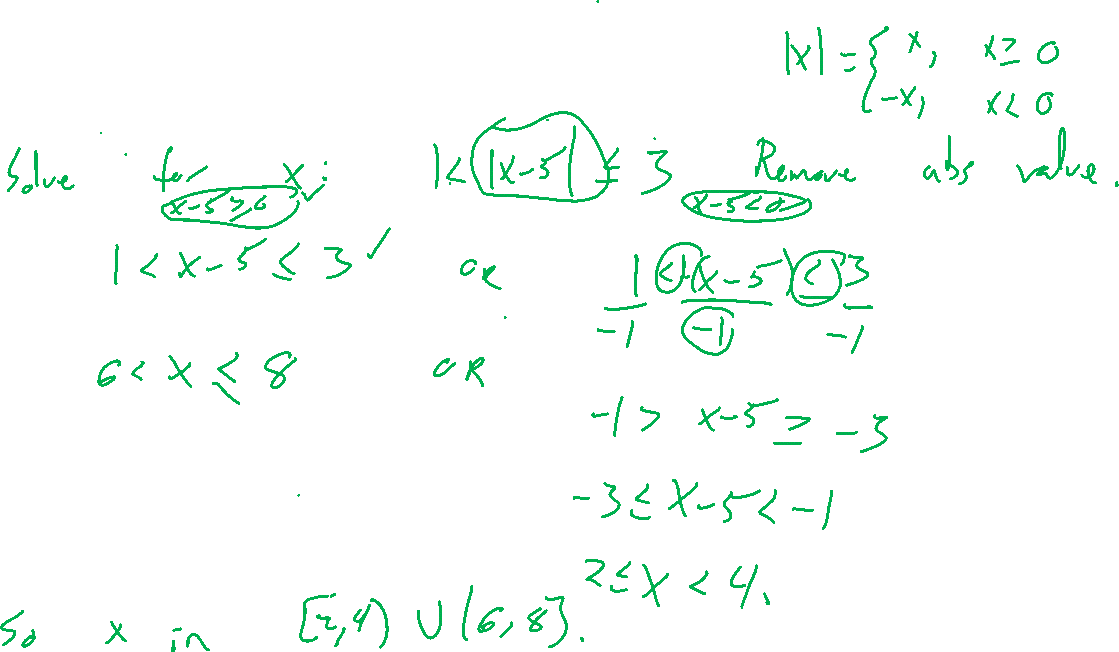 |x| = { x, x ≥ 0
-x, x < 0
Solve for x: 1 < |x-5| ≤ 3 Remove abs value.
x-5 ≥ 0 ✓ x-5 < 0
1 < x-5 ≤ 3 ✓ OR 1 < -(x-5) ≤ 3
-1 -1 -1
6 < x ≤ 8 OR
-1 > x-5 ≥ -3
-3 ≤ x-5 < -1
2 ≤ x < 4.
So x in [2,4) ∪ (6,8].